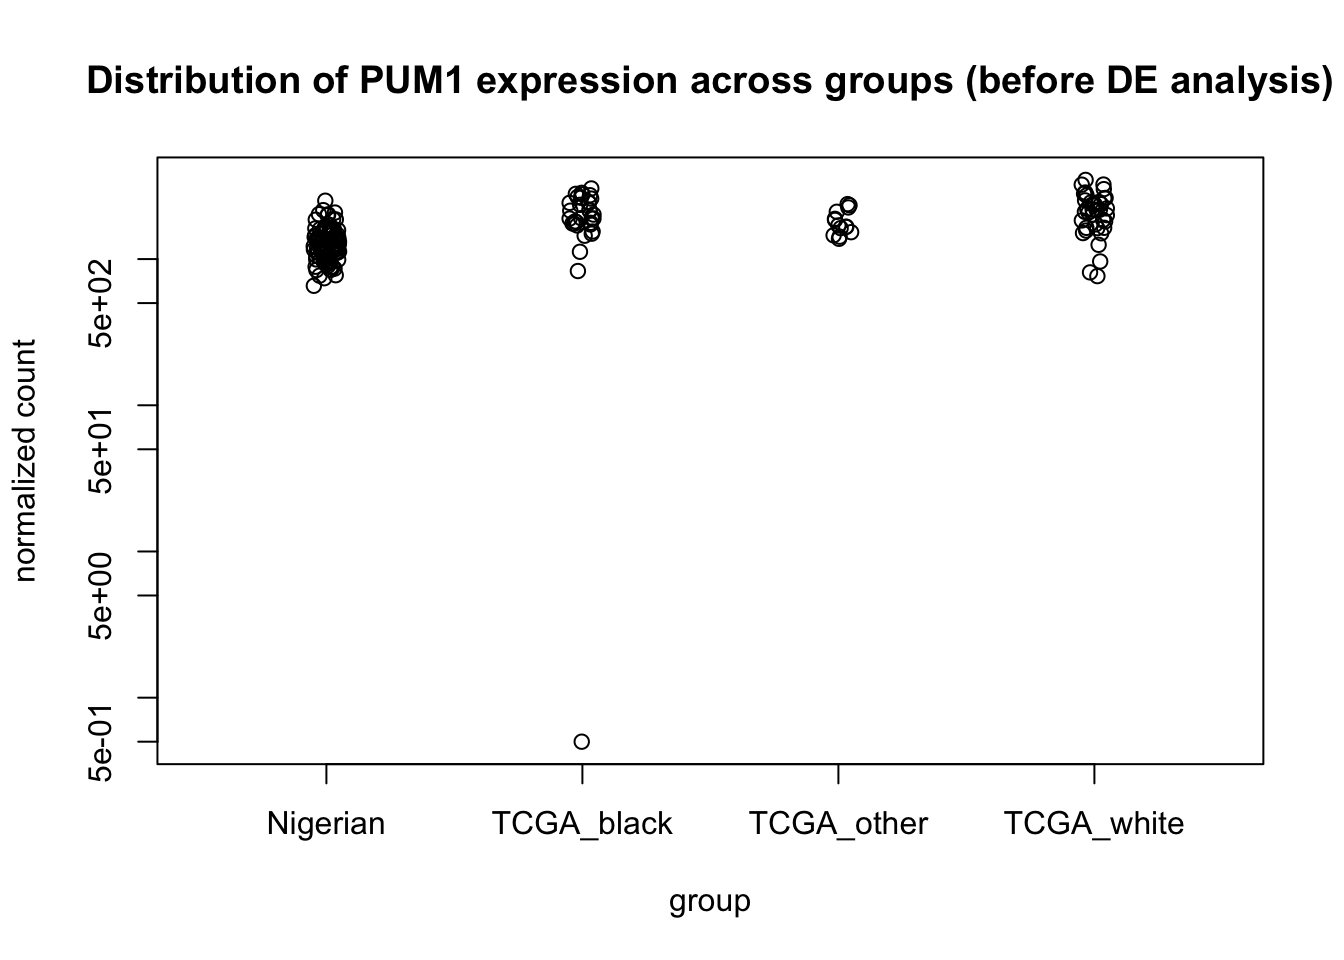 Distribution of PUM1 expression across groups (before DE analysis)
normalized count
5e+02
5e+01
5e+00
5e-01
Nigerian
TCGA_black
TCGA_other
TCGA_white
group